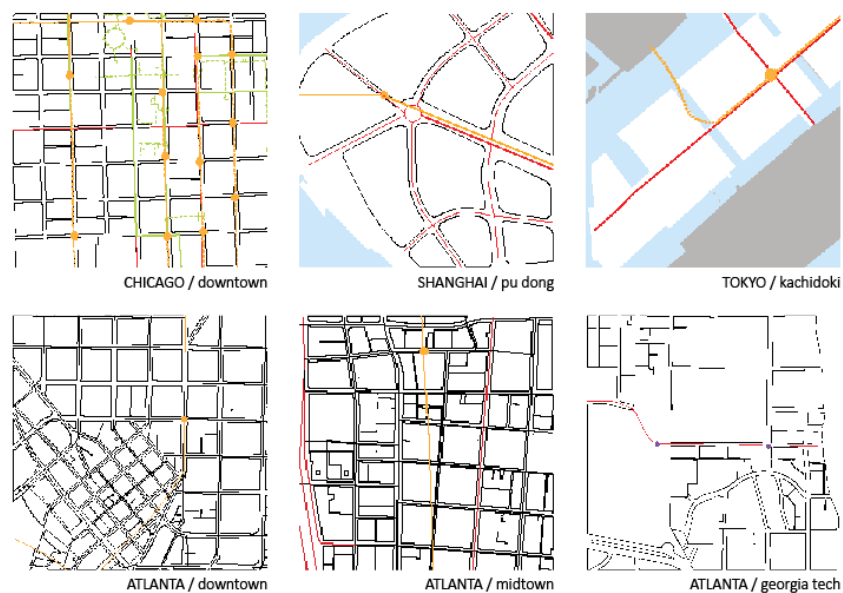 CHICAGO / downtown
SHANGHAI / pu dong
TOKYO / kachidoki
ATLANTA / downtown
ATLANTA / midtown
ATLANTA / georgia tech